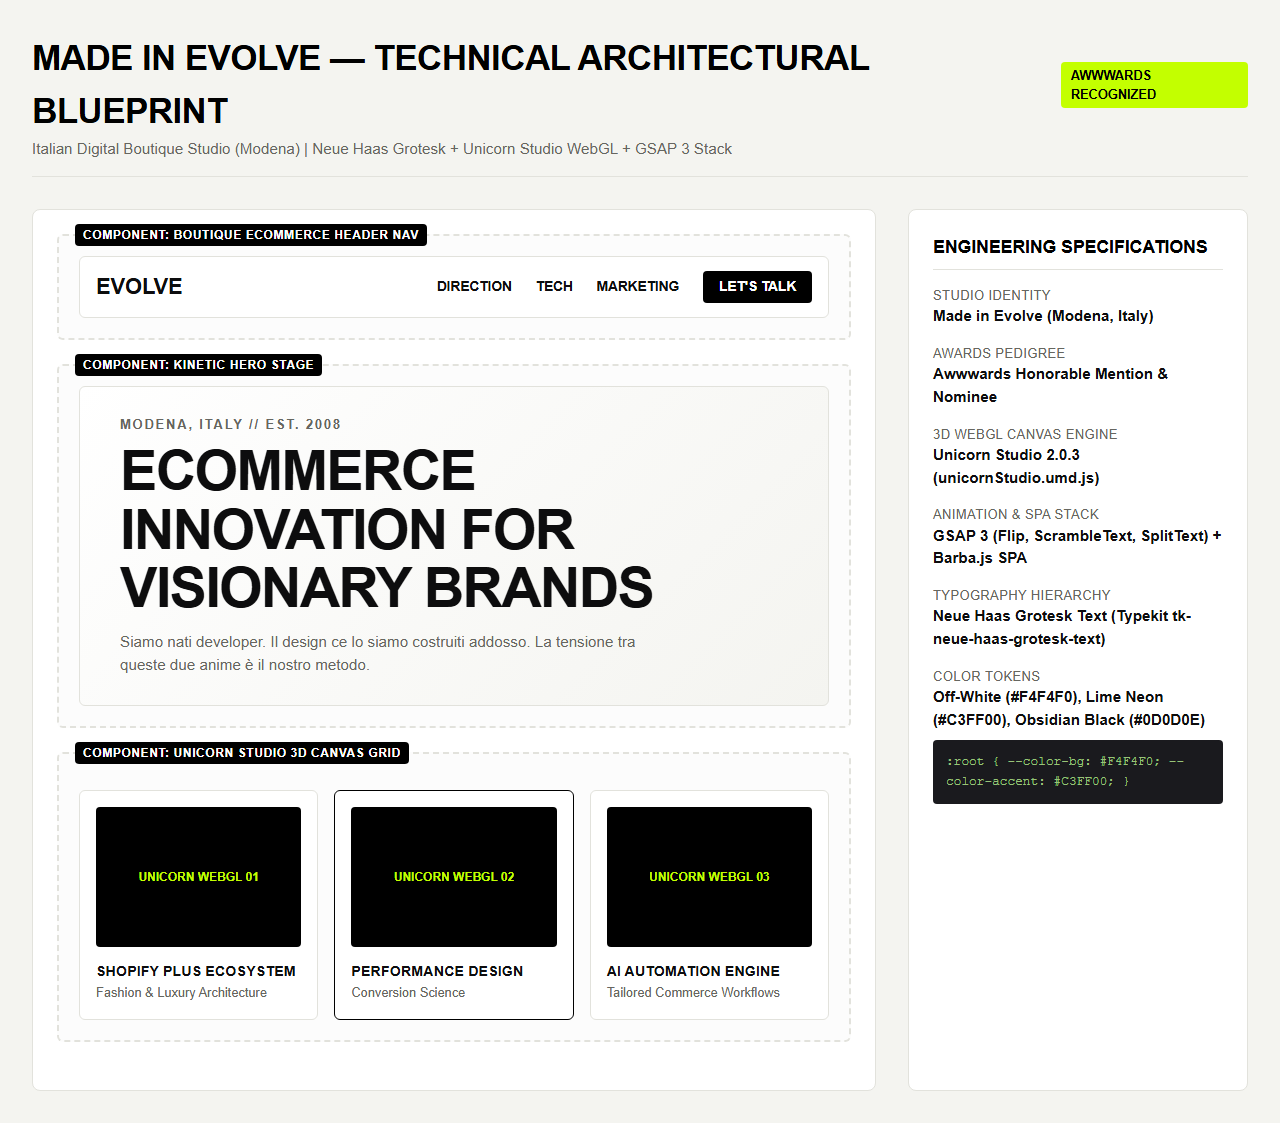 MADE IN EVOLVE — TECHNICAL ARCHITECTURAL
BLUEPRINT
Italian Digital Boutique Studio (Modena) | Neue Haas Grotesk + Unicorn Studio WebGL + GSAP 3 Stack
AWWWARDS
RECOGNIZED
COMPONENT: BOUTIQUE ECOMMERCE HEADER NAV
EVOLVE
DIRECTION
TECH
MARKETING
LET'S TALK
COMPONENT: KINETIC HERO STAGE
MODENA, ITALY // EST. 2008
ECOMMERCE
INNOVATION FOR
VISIONARY BRANDS
Siamo nati developer. Il design ce lo siamo costruiti addosso. La tensione tra
queste due anime è il nostro metodo.
COMPONENT: UNICORN STUDIO 3D CANVAS GRID
UNICORN WEBGL 01
SHOPIFY PLUS ECOSYSTEM
Fashion & Luxury Architecture
UNICORN WEBGL 02
PERFORMANCE DESIGN
Conversion Science
UNICORN WEBGL 03
AI AUTOMATION ENGINE
Tailored Commerce Workflows
ENGINEERING SPECIFICATIONS
STUDIO IDENTITY
Made in Evolve (Modena, Italy)
AWARDS PEDIGREE
Awwwards Honorable Mention &
Nominee
3D WEBGL CANVAS ENGINE
Unicorn Studio 2.0.3
(unicornStudio.umd.js)
ANIMATION & SPA STACK
GSAP 3 (Flip, ScrambleText, SplitText) +
Barba.js SPA
TYPOGRAPHY HIERARCHY
Neue Haas Grotesk Text (Typekit tk-
neue-haas-grotesk-text)
COLOR TOKENS
Off-White (#F4F4F0), Lime Neon
(#C3FF00), Obsidian Black (#0D0D0E)
:root { --color-bg: #F4F4F0; --
color-accent: #C3FF00; }